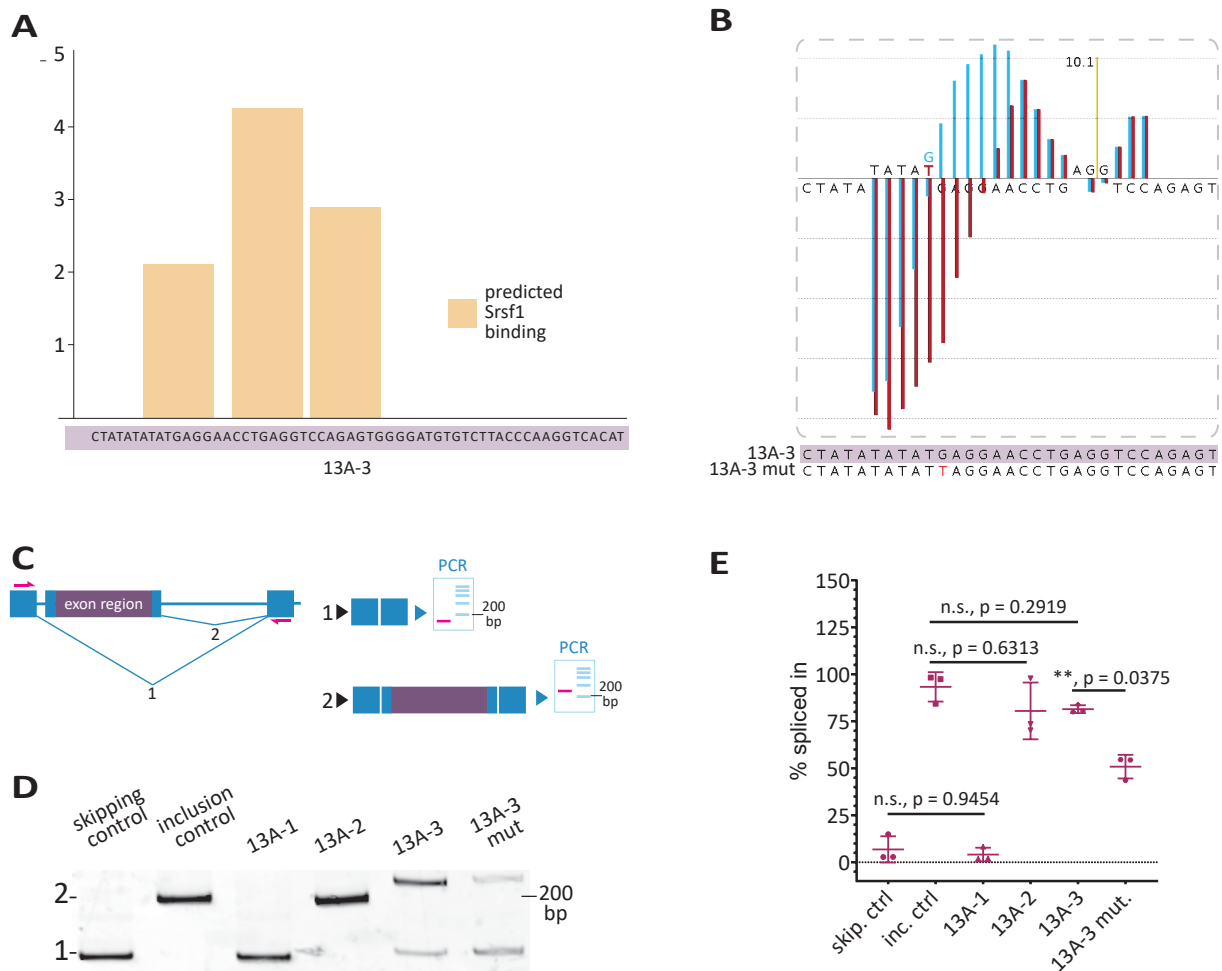 A
5
4
3
2
1
predicted
Srsf1
binding
CTATATATATGAGGAACCTGAGGTCCAGAGTGGGGATGTGTCTTACCCAAGGTCACAT
13A-3
B
10.1
G
TATAT
AGG
CTATA
GAGGAACCTG
TCCAGAGT
13A-3
CTATATATATGAGGAACCTGAGGTCCAGAGT
13A-3 mut
CTATATATATTAGGAACCTGAGGTCCAGAGT
C
exon region
2
1
1
PCR
200
bp
2
PCR
200
bp
D
skipping
control
inclusion
control
13A-1
13A-2
13A-3
13A-3
mut
2-
1-
200
bp
E
% spliced in
150
125
100
75
50
25
0
n.s., p = 0.2919
n.s., p = 0.6313
**, p = 0.0375
n.s., p = 0.9454
skip. ctrl
inc. ctrl
13A-1
13A-2
13A-3
13A-3 mut.